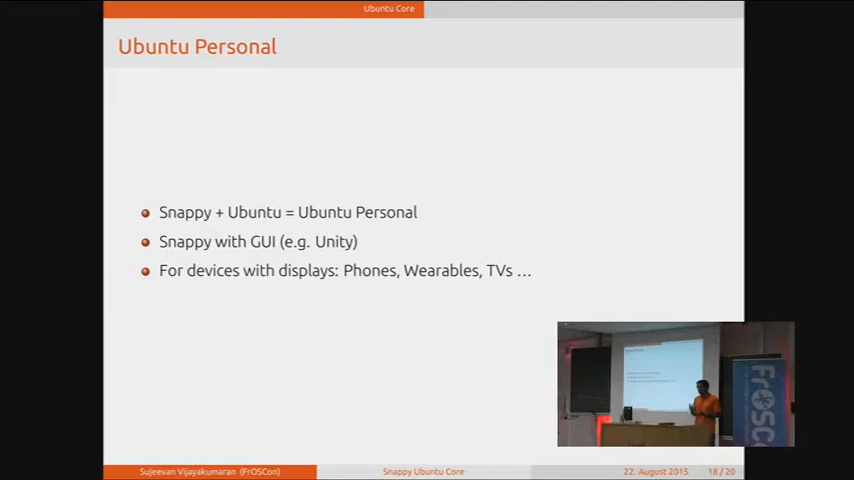 Ubuntu Core
Ubuntu Personal
Snappy + Ubuntu = Ubuntu Personal
Snappy with GUI (e.g. Unity)
For devices with displays: Phones, Wearables, TVs …
FrOSCon
Sujeevan Vijayakumaran (FrOSCon)
Snappy Ubuntu Core
22. August 2015
18 / 20